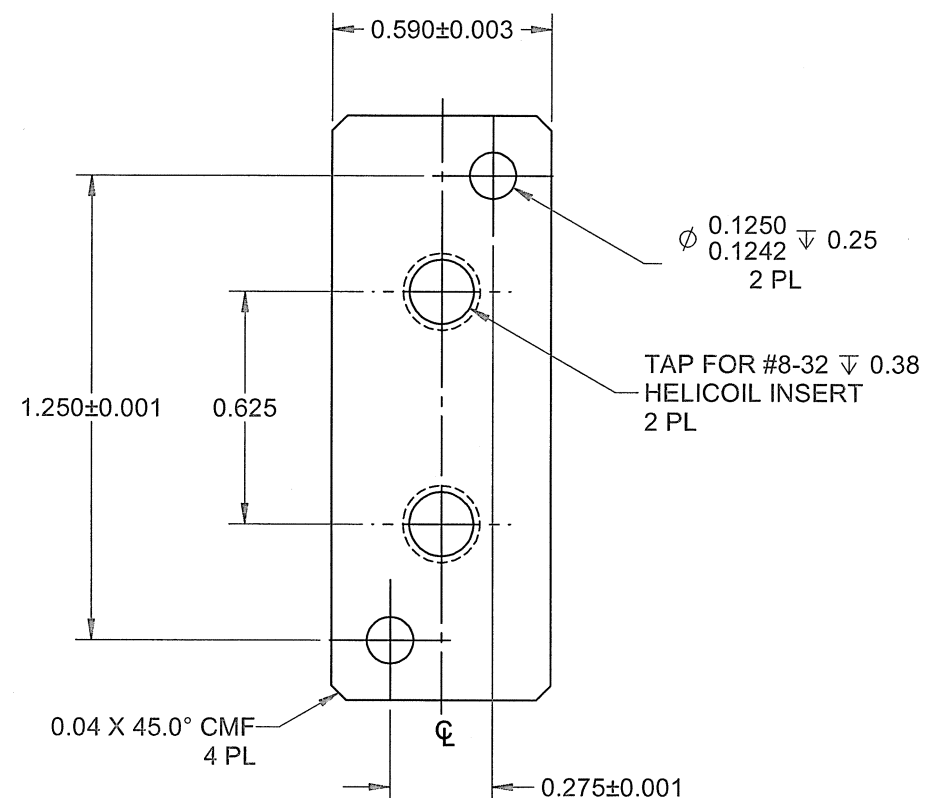 0.590±0.003
⌀ 0.1250 ↧ 0.25
0.1242
2 PL
TAP FOR #8-32 ↧ 0.38
HELICOIL INSERT
2 PL
1.250±0.001
0.625
0.04 X 45.0° CMF
4 PL
℄
0.275±0.001